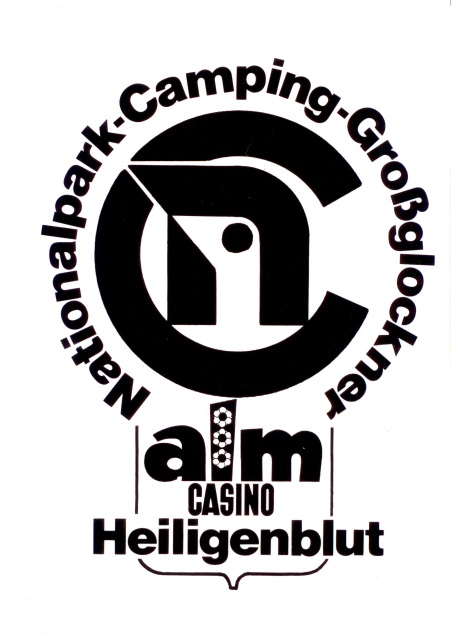 Nationalpark-Camping-Großglockner
alm
CASINO
Heiligenblut